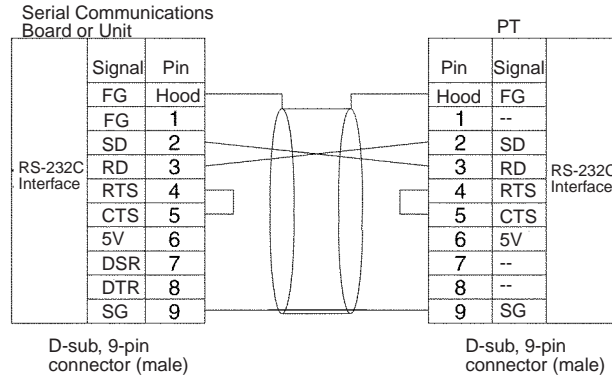 Serial Communications
Board or Unit
PT
Signal Pin
Pin Signal
FG Hood
Hood FG
FG 1
1 --
SD 2
2 SD
RD 3
3 RD
RS-232C
Interface
RS-232C
Interface
RTS 4
4 RTS
CTS 5
5 CTS
5V 6
6 5V
DSR 7
7 --
DTR 8
8 --
SG 9
9 SG
D-sub, 9-pin
connector (male)
D-sub, 9-pin
connector (male)